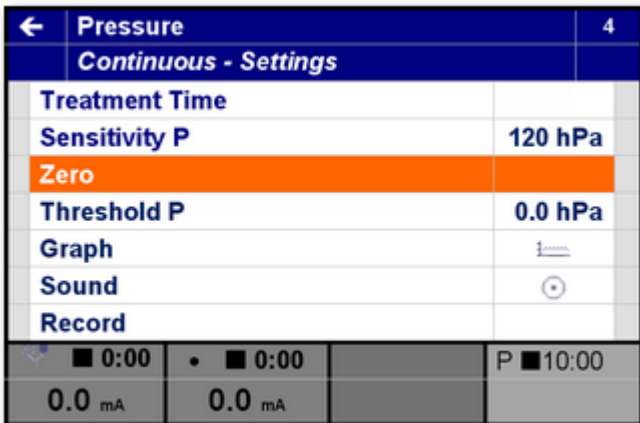 Pressure 4
Continuous - Settings
Treatment Time
Sensitivity P 120 hPa
Zero
Threshold P 0.0 hPa
Graph
Sound
Record
0:00 0:00 P 10:00
0.0 mA 0.0 mA